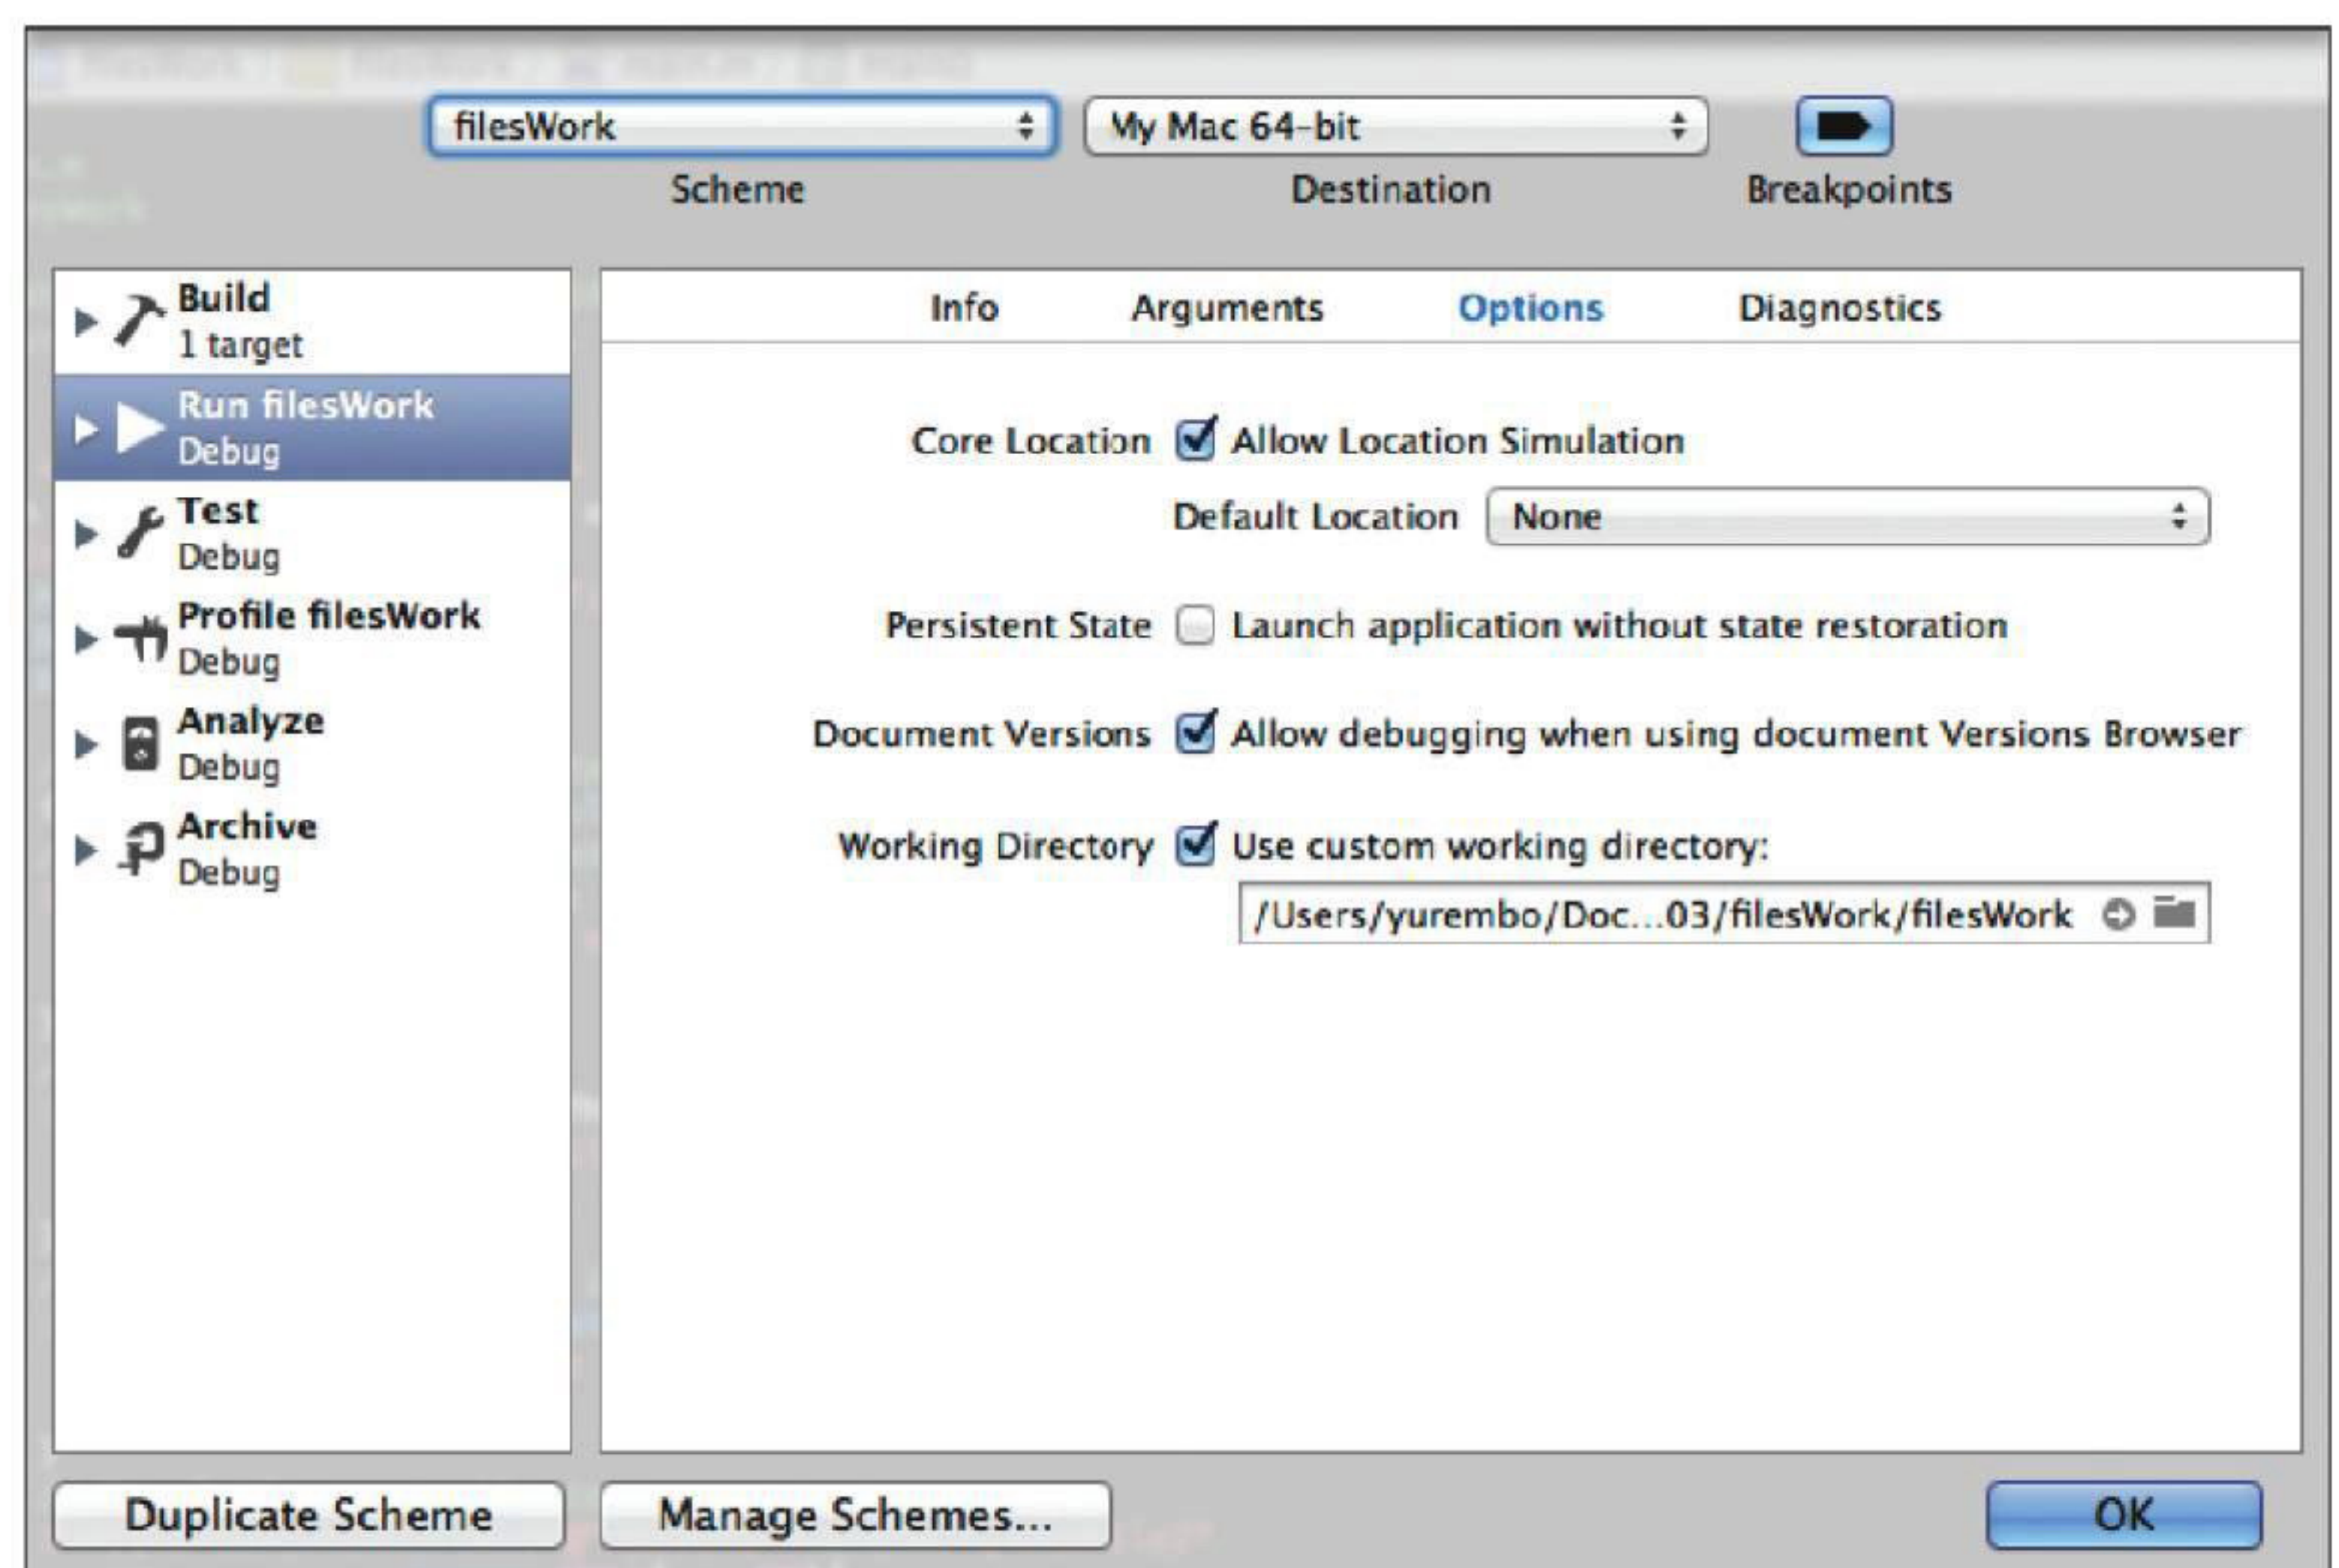 filesWork
My Mac 64-bit
Scheme
Destination
Breakpoints
Build
1 target
Run filesWork
Debug
Test
Debug
Profile filesWork
Debug
Analyze
Debug
Archive
Debug
Info Arguments Options Diagnostics
Core Location Allow Location Simulation
Default Location None
Persistent State Launch application without state restoration
Document Versions Allow debugging when using document Versions Browser
Working Directory Use custom working directory:
/Users/yurembo/Doc...03/filesWork/filesWork
Duplicate Scheme
Manage Schemes...
OK